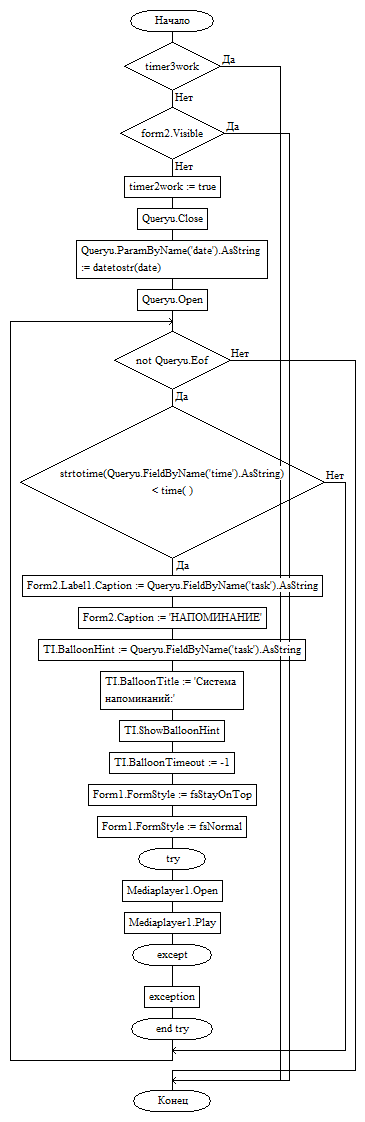 Начало
timer3work
Да
Нет
form2.Visible
Да
Нет
timer2work := true
Queryu.Close
Queryu.ParamByName('date').AsString
:= datetostr(date)
Queryu.Open
not Queryu.Eof
Нет
Да
strtotime(Queryu.FieldByName('time').AsString)
< time( )
Нет
Да
Form2.Label1.Caption := Queryu.FieldByName('task').AsString
Form2.Caption := 'НАПОМИНАНИЕ'
TI.BalloonHint := Queryu.FieldByName('task').AsString
TI.BalloonTitle := 'Система
напоминаний:'
TI.ShowBalloonHint
TI.BalloonTimeout := -1
Form1.FormStyle := fsStayOnTop
Form1.FormStyle := fsNormal
try
Mediaplayer1.Open
Mediaplayer1.Play
except
exception
end try
Конец